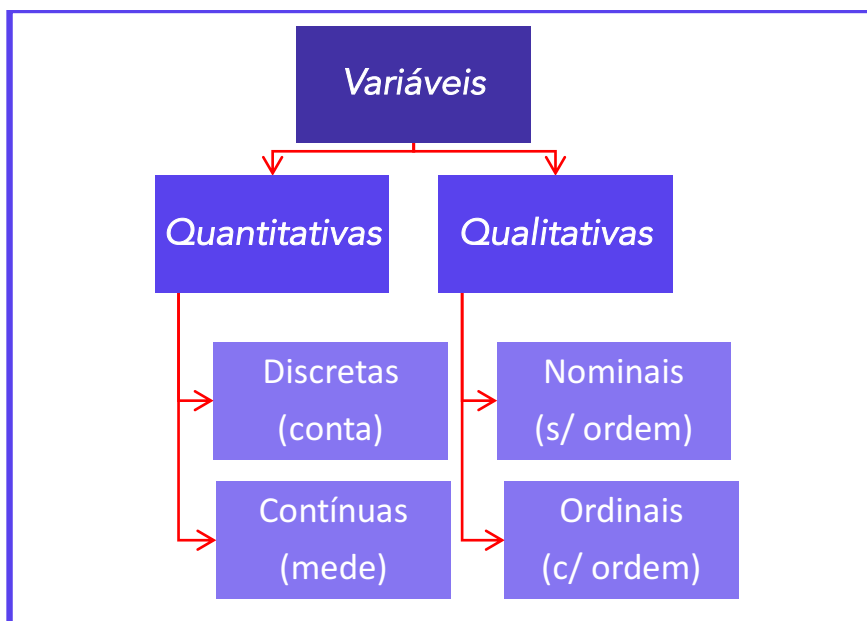 Variáveis
Quantitativas
Qualitativas
Discretas
(conta)
Nominais
(s/ ordem)
Contínuas
(mede)
Ordinais
(c/ ordem)